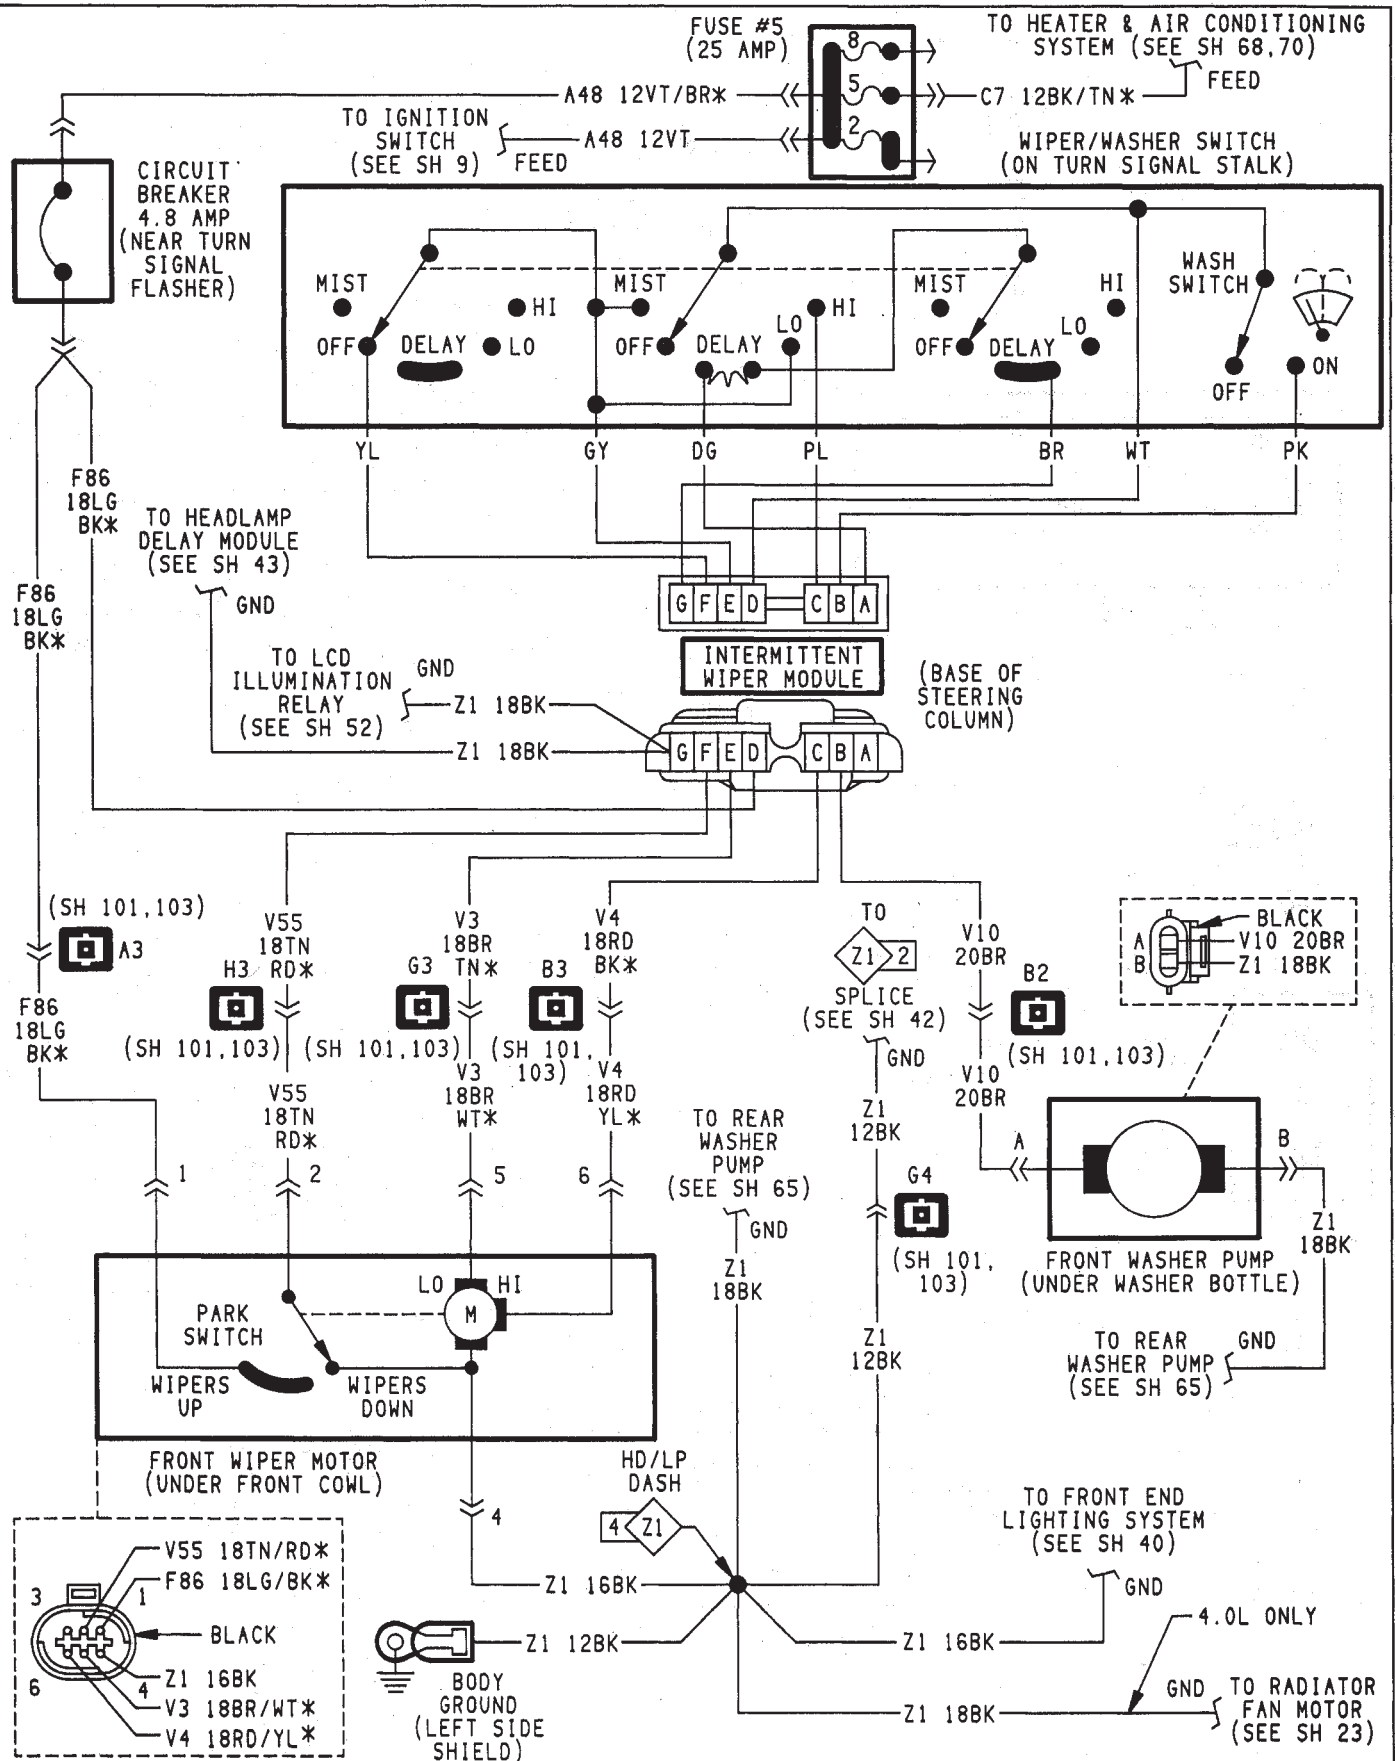 FUSE #5
(25 AMP)
8
5
2
TO HEATER & AIR CONDITIONING
SYSTEM (SEE SH 68,70)
FEED
A48 12VT/BR*
C7 12BK/TN*
TO IGNITION
SWITCH
(SEE SH 9)
FEED
A48 12VT
WIPER/WASHER SWITCH
(ON TURN SIGNAL STALK)
CIRCUIT
BREAKER
4.8 AMP
(NEAR TURN
SIGNAL
FLASHER)
MIST
OFF
DELAY
HI
LO
MIST
OFF
DELAY
LO
HI
MIST
OFF
DELAY
LO
HI
WASH
SWITCH
OFF
ON
YL
GY
DG
PL
BR
WT
PK
F86
18LG
BK*
F86
18LG
BK*
TO HEADLAMP
DELAY MODULE
(SEE SH 43)
GND
G F E D C B A
INTERMITTENT
WIPER MODULE
(BASE OF
STEERING
COLUMN)
TO LCD
ILLUMINATION
RELAY
(SEE SH 52)
GND
Z1 18BK
Z1 18BK
G F E D C B A
(SH 101,103)
A3
F86
18LG
BK*
V55
18TN
RD*
H3
(SH 101,103)
V55
18TN
RD*
V3
18BR
TN*
G3
(SH 101,103)
V3
18BR
WT*
V4
18RD
BK*
B3
(SH 101,
103)
V4
18RD
YL*
TO
Z1
2
SPLICE
(SEE SH 42)
GND
Z1
12BK
V10
20BR
B2
(SH 101,103)
V10
20BR
BLACK
A
B
V10 20BR
Z1 18BK
TO REAR
WASHER
PUMP
(SEE SH 65)
GND
Z1
18BK
G4
(SH 101,
103)
Z1
12BK
A
B
Z1
18BK
FRONT WASHER PUMP
(UNDER WASHER BOTTLE)
TO REAR
WASHER PUMP
(SEE SH 65)
GND
1
2
5
6
LO
HI
M
PARK
SWITCH
WIPERS
UP
WIPERS
DOWN
FRONT WIPER MOTOR
(UNDER FRONT COWL)
4
HD/LP
DASH
4
Z1
Z1 16BK
TO FRONT END
LIGHTING SYSTEM
(SEE SH 40)
GND
Z1 12BK
Z1 16BK
4.0L ONLY
BODY
GROUND
(LEFT SIDE
SHIELD)
Z1 18BK
GND
TO RADIATOR
FAN MOTOR
(SEE SH 23)
V55 18TN/RD*
F86 18LG/BK*
3
1
BLACK
6
4
Z1 16BK
V3 18BR/WT*
V4 18RD/YL*